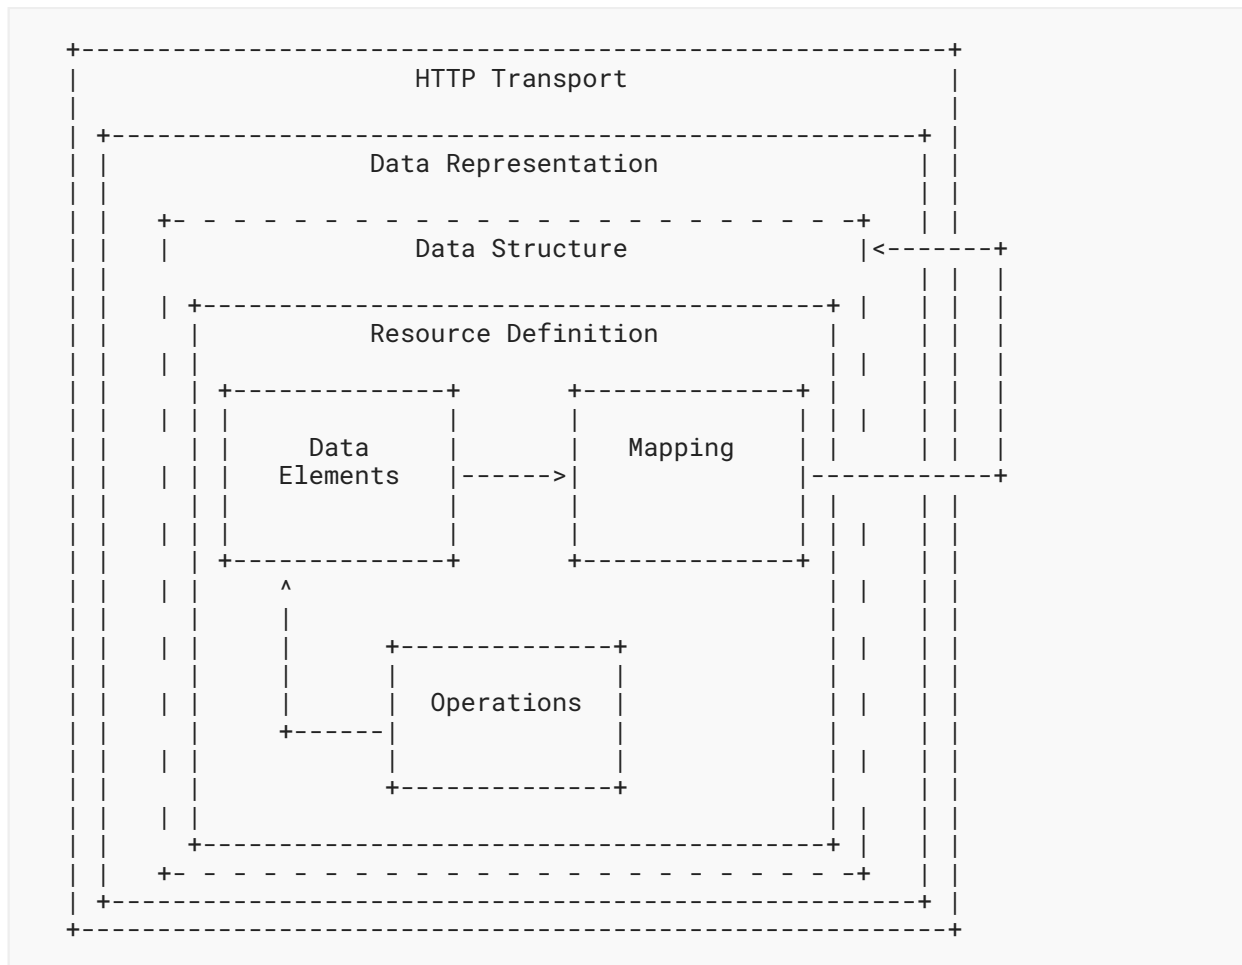 HTTP Transport
Data Representation
Data Structure
Resource Definition
Data
Elements
Mapping
Operations